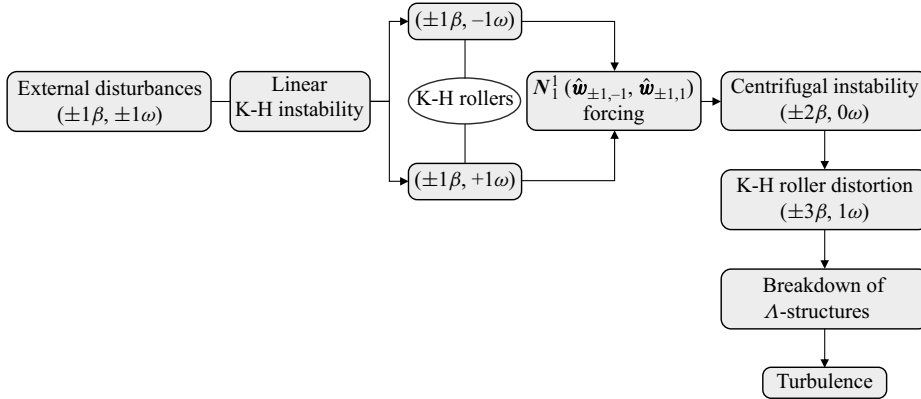 External disturbances
(±1β, ±1ω)
Linear
K-H instability
(±1β, –1ω)
K-H rollers
(±1β, +1ω)
N₁¹ (ŵ±1,–1, ŵ±1,1)
forcing
Centrifugal instability
(±2β, 0ω)
K-H roller distortion
(±3β, 1ω)
Breakdown of
Λ-structures
Turbulence